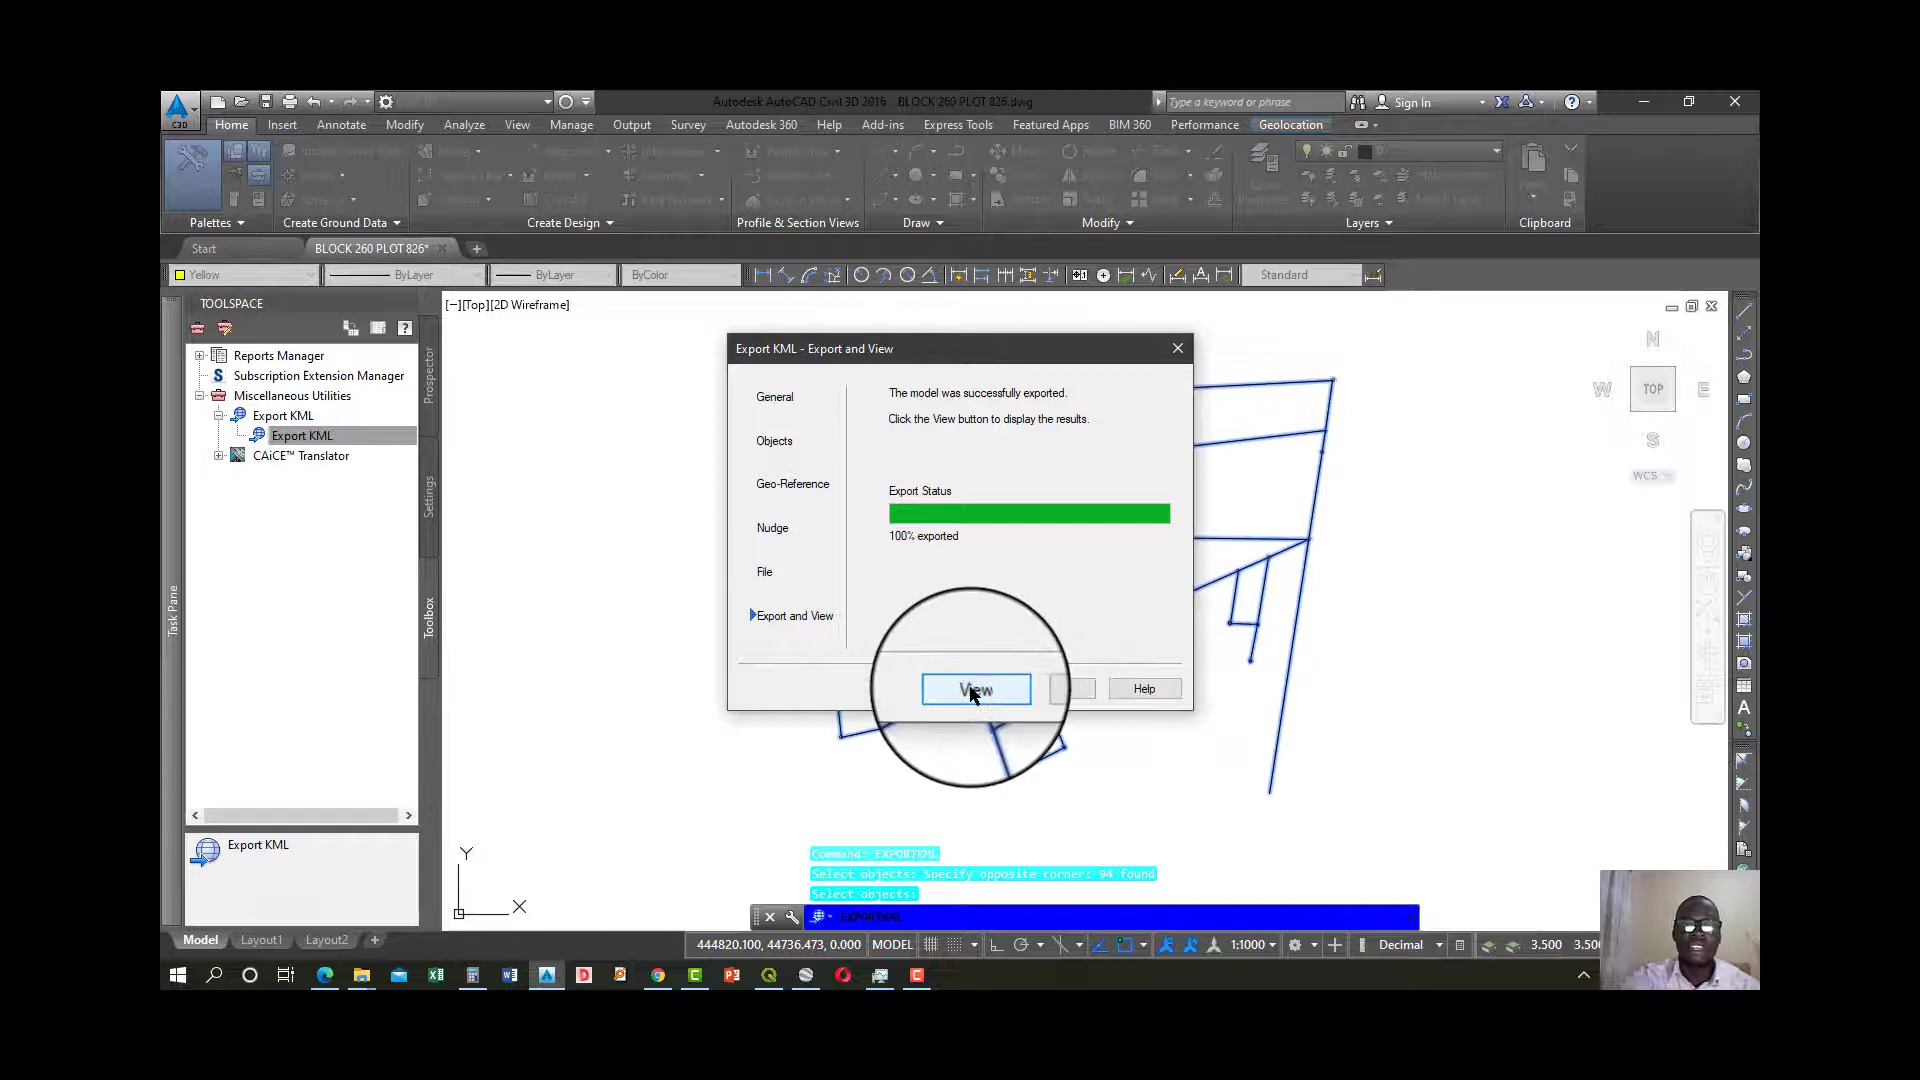 Autodesk AutoCAD Civil 3D 2016 BLOCK 260 PLOT 826.dwg
Type a keyword or phrase
Sign In
C3D
Home Insert Annotate Modify Analyze View Manage Output Survey Autodesk 360 Help Add-ins Express Tools Featured Apps BIM 360 Performance Geolocation
Palettes Create Ground Data Create Design Profile & Section Views Draw Modify Layers Clipboard
Start BLOCK 260 PLOT 826*
Yellow ByLayer ByLayer ByColor Standard
TOOLSPACE
Reports Manager
Subscription Extension Manager
Miscellaneous Utilities
Export KML
Export KML
CAiCE™ Translator
Prospector
Settings
Toolbox
Task Pane
Export KML
[−][Top][2D Wireframe]
N
W TOP E
S
WCS
Export KML - Export and View
General
Objects
Geo-Reference
Nudge
File
Export and View
The model was successfully exported.
Click the View button to display the results.
Export Status
100% exported
View
Help
Y
X
Command: EXPORTKML
Select objects: Specify opposite corner: 94 found
Select objects:
EXPORTKML
Model Layout1 Layout2
444820.100, 44736.473, 0.000 MODEL 1:1000 Decimal 3.500